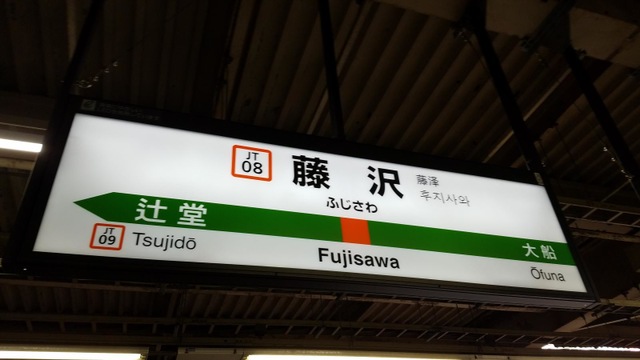 JT
08
藤沢
藤泽
후지사와
ふじさわ
辻堂
大船
JT
09
Tsujidō
Fujisawa
Ōfuna